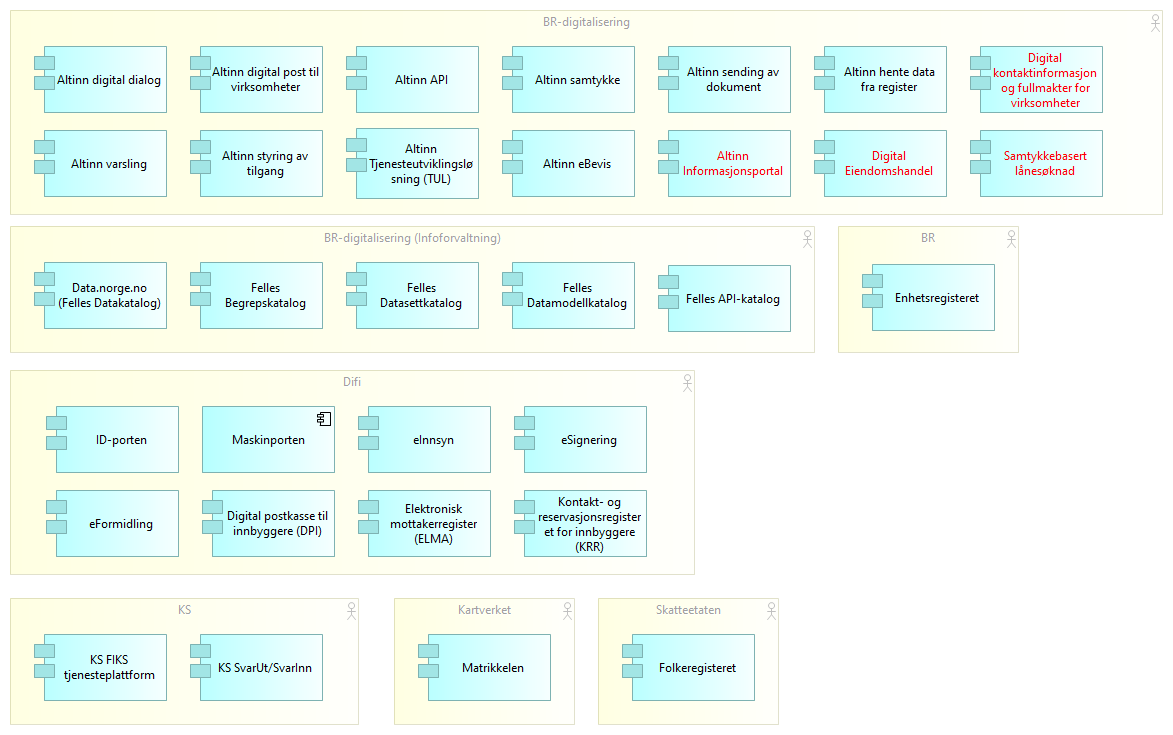 BR-digitalisering
Altinn digital dialog
Altinn digital post til
virksomheter
Altinn API
Altinn samtykke
Altinn sending av
dokument
Altinn hente data
fra register
Digital
kontaktinformasjon
og fullmakter for
virksomheter
Altinn varsling
Altinn styring av
tilgang
Altinn
Tjenesteutviklingslø
sning (TUL)
Altinn eBevis
Altinn
Informasjonsportal
Digital
Eiendomshandel
Samtykkebasert
lånesøknad
BR-digitalisering (Infoforvaltning)
Data.norge.no
(Felles Datakatalog)
Felles
Begrepskatalog
Felles
Datasettkatalog
Felles
Datamodellkatalog
Felles API-katalog
BR
Enhetsregisteret
Difi
ID-porten
Maskinporten
eInnsyn
eSignering
eFormidling
Digital postkasse til
innbyggere (DPI)
Elektronisk
mottakerregister
(ELMA)
Kontakt- og
reservasjonsregister
et for innbyggere
(KRR)
KS
KS FIKS
tjenesteplattform
KS SvarUt/SvarInn
Kartverket
Matrikkelen
Skatteetaten
Folkeregisteret